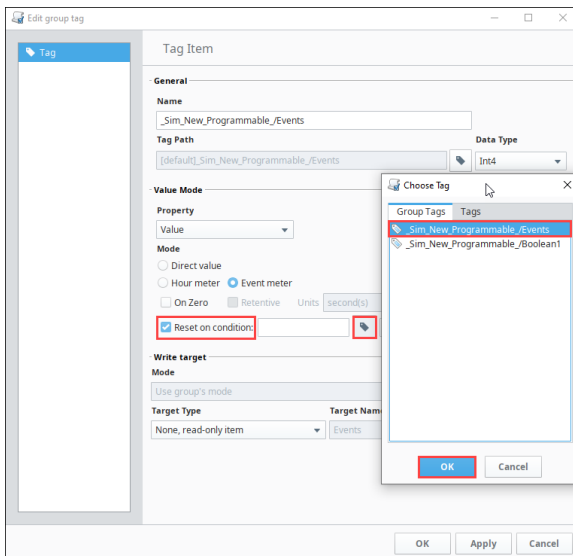 Edit group tag
Tag
Tag Item
General
Name
_Sim_New_Programmable_/Events
Tag Path
Data Type
[default]_Sim_New_Programmable_/Events
Int4
Value Mode
Property
Value
Mode
Direct value
Hour meter
Event meter
On Zero
Retentive
Units
second(s)
Reset on condition:
Write target
Mode
Use group's mode
Target Type
Target Nam
None, read-only item
Events
Choose Tag
Group Tags
Tags
_Sim_New_Programmable_/Events
_Sim_New_Programmable_/Boolean1
OK
Cancel
OK
Apply
Cancel